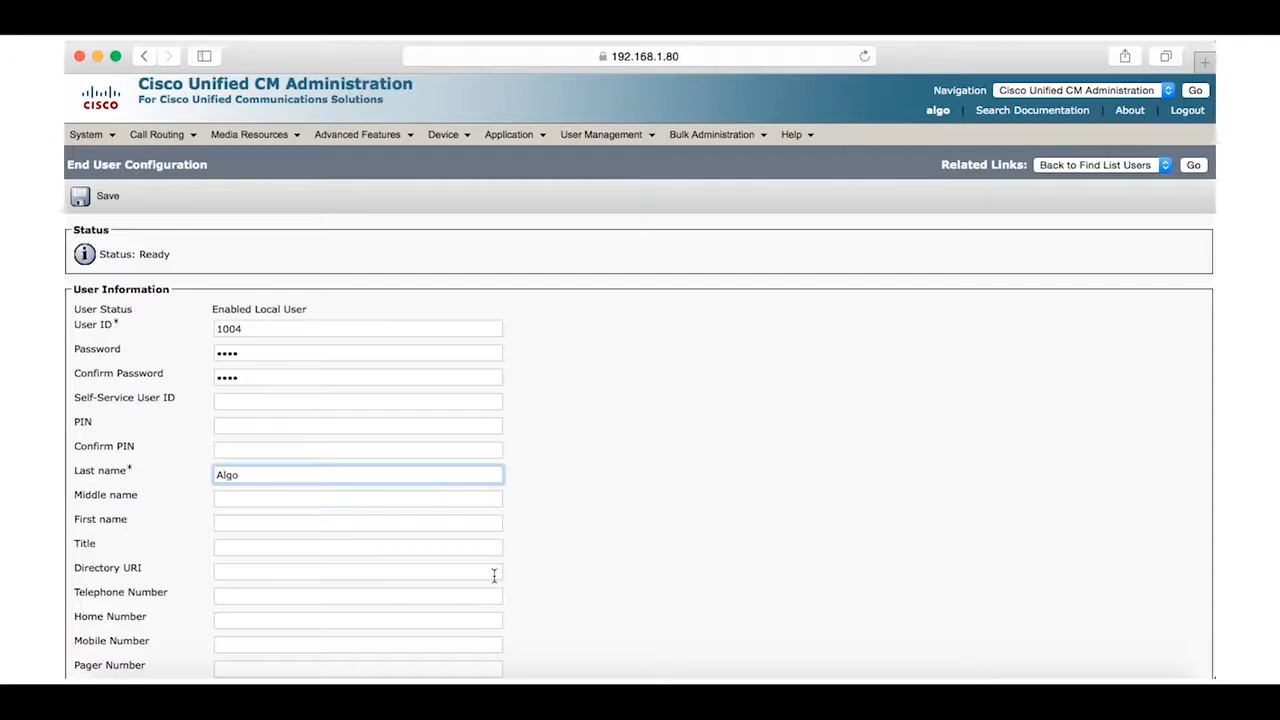 192.168.1.80
Cisco Unified CM Administration
For Cisco Unified Communications Solutions
CISCO
Navigation Cisco Unified CM Administration Go
algo | Search Documentation | About | Logout
System Call Routing Media Resources Advanced Features Device Application User Management Bulk Administration Help
End User Configuration
Related Links: Back to Find List Users Go
Save
Status
Status: Ready
User Information
User Status Enabled Local User
User ID* 1004
Password ••••
Confirm Password ••••
Self-Service User ID
PIN
Confirm PIN
Last name* Algo
Middle name
First name
Title
Directory URI
Telephone Number
Home Number
Mobile Number
Pager Number